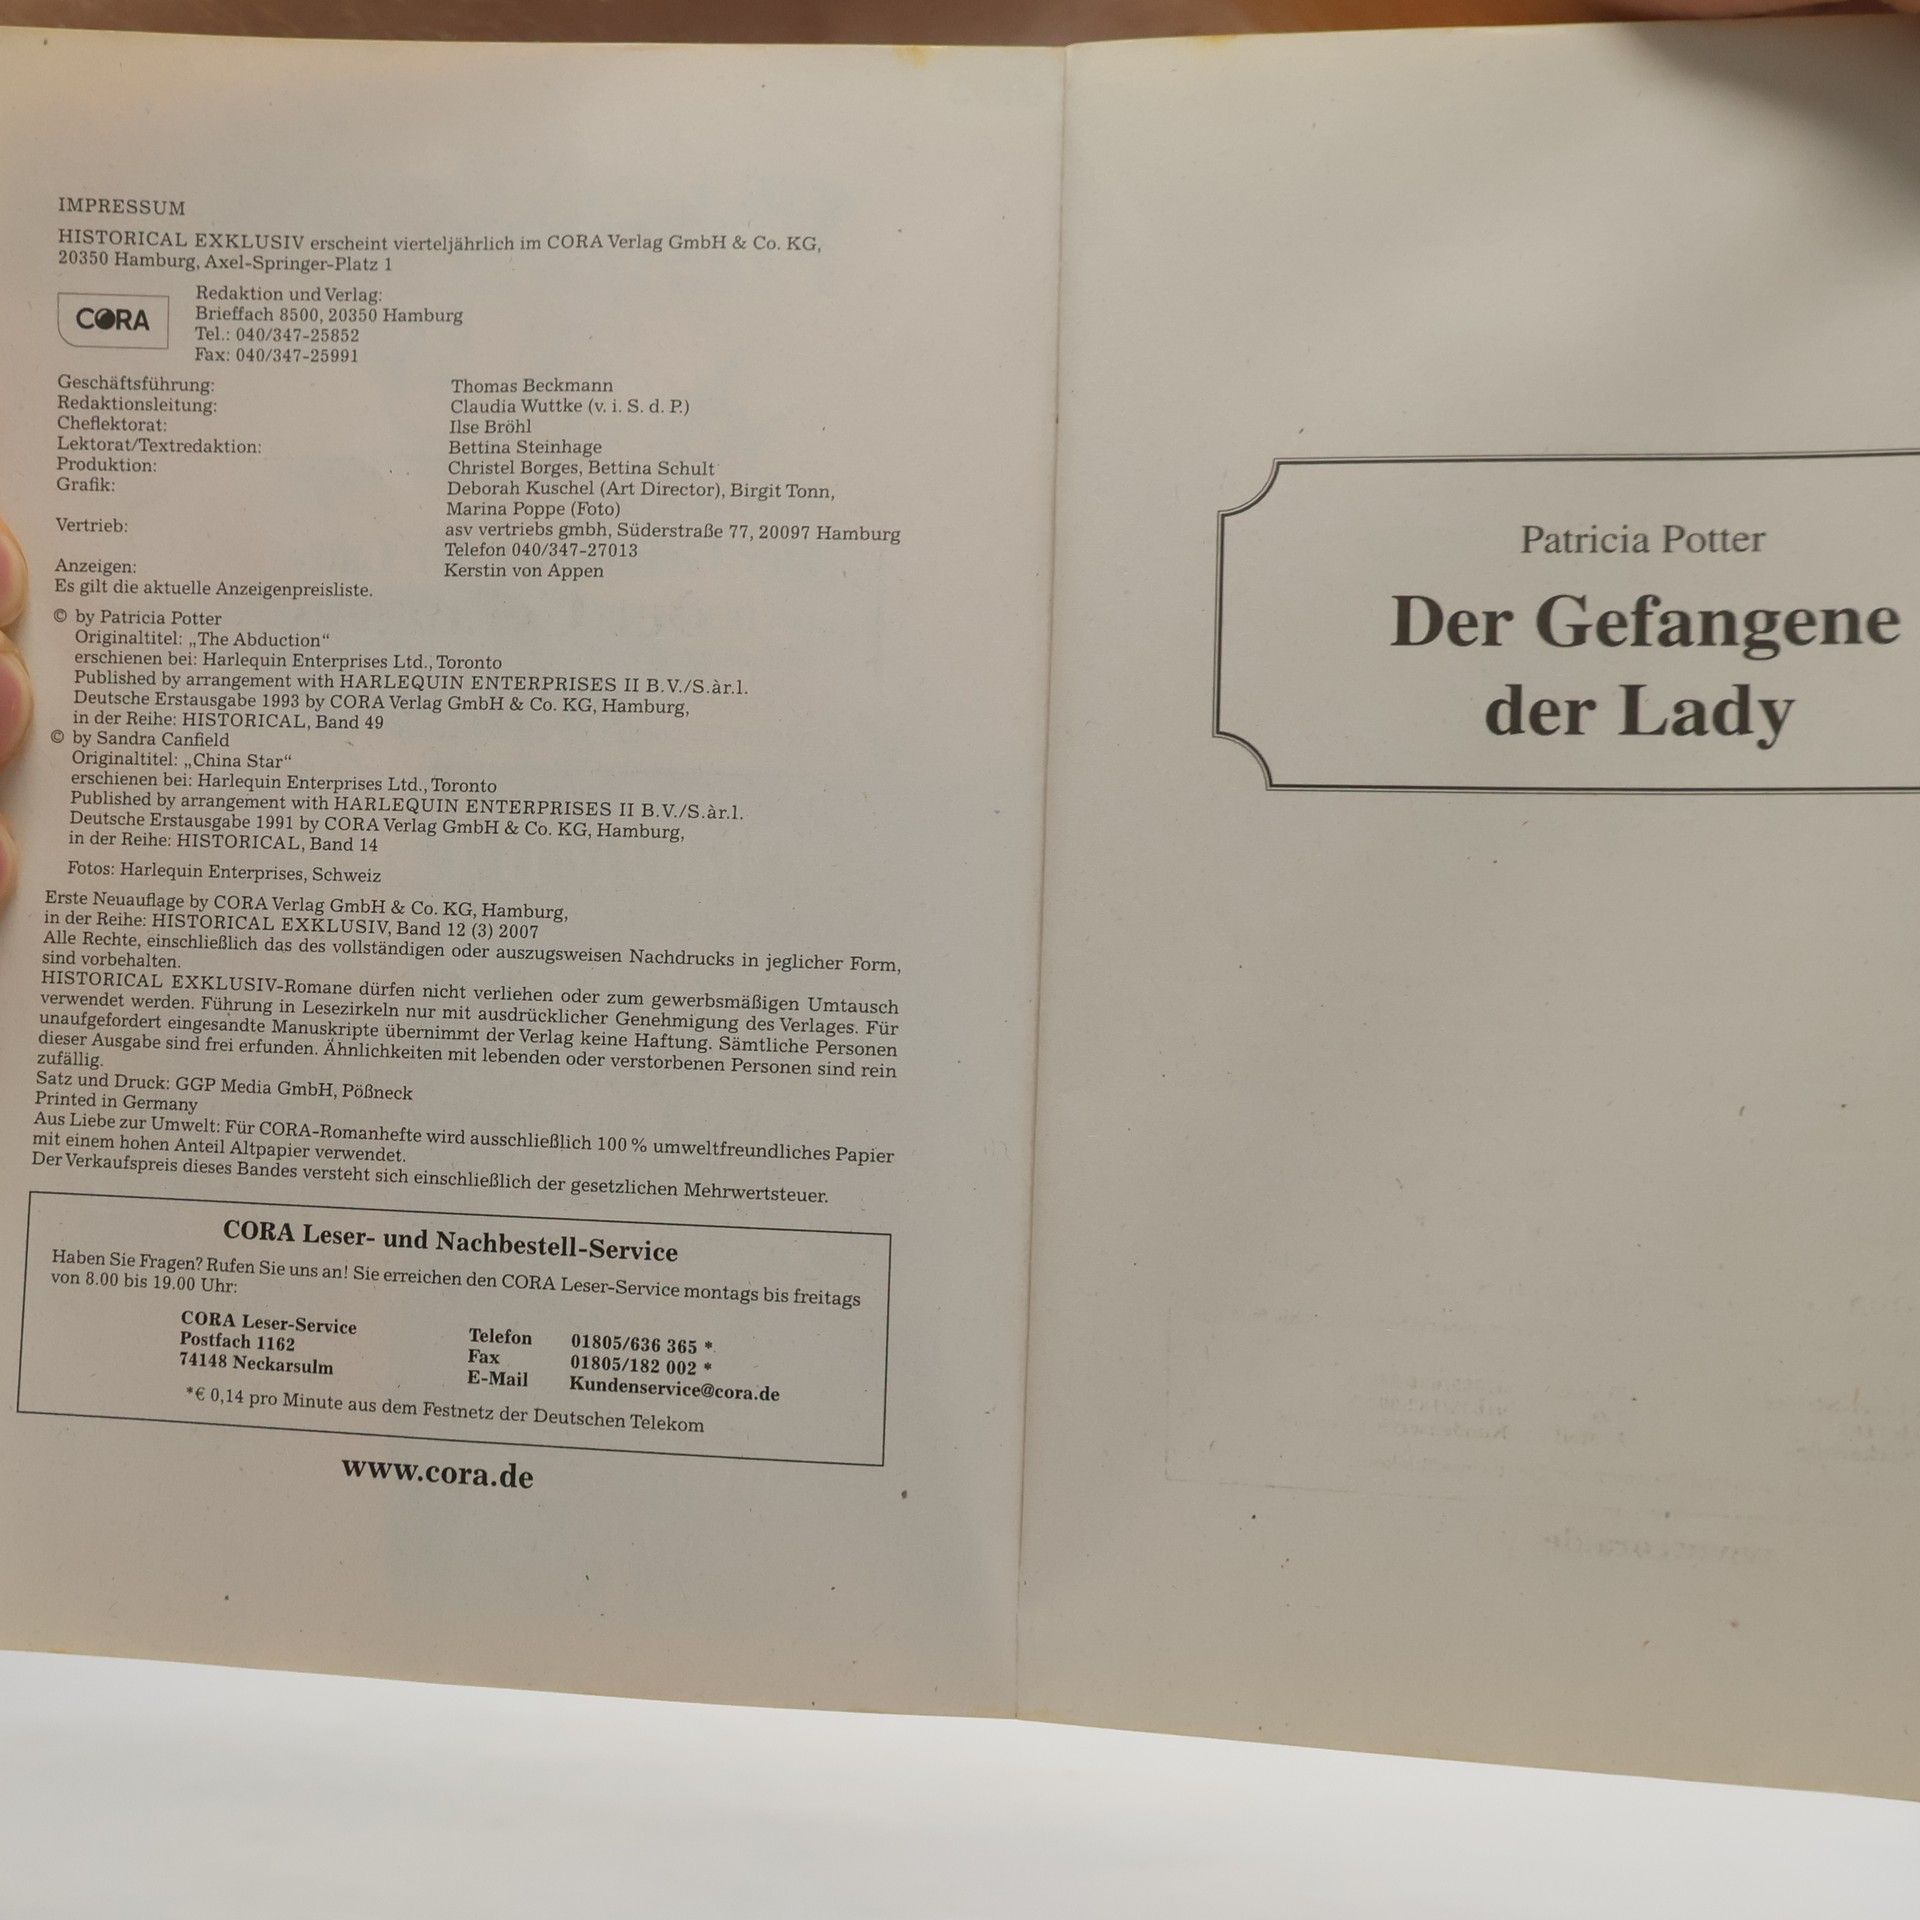 IMPRESSUM
HISTORICAL EXKLUSIV erscheint vierteljährlich im CORA Verlag GmbH & Co. KG,
20350 Hamburg, Axel-Springer-Platz 1
CORA
Redaktion und Verlag:
Brieffach 8500, 20350 Hamburg
Tel.: 040/347-25852
Fax: 040/347-25991
Geschäftsführung: Thomas Beckmann
Redaktionsleitung: Claudia Wuttke (v. i. S. d. P.)
Cheflektorat: Ilse Bröhl
Lektorat/Textredaktion: Bettina Steinhage
Produktion: Christel Borges, Bettina Schult
Grafik: Deborah Kuschel (Art Director), Birgit Tonn,
Marina Poppe (Foto)
Vertrieb: asv vertriebs gmbh, Süderstraße 77, 20097 Hamburg
Telefon 040/347-27013
Anzeigen: Kerstin von Appen
Es gilt die aktuelle Anzeigenpreisliste.
© by Patricia Potter
Originaltitel: „The Abduction“
erschienen bei: Harlequin Enterprises Ltd., Toronto
Published by arrangement with HARLEQUIN ENTERPRISES II B.V./S.àr.l.
Deutsche Erstausgabe 1993 by CORA Verlag GmbH & Co. KG, Hamburg,
in der Reihe: HISTORICAL, Band 49
© by Sandra Canfield
Originaltitel: „China Star“
erschienen bei: Harlequin Enterprises Ltd., Toronto
Published by arrangement with HARLEQUIN ENTERPRISES II B.V./S.àr.l.
Deutsche Erstausgabe 1991 by CORA Verlag GmbH & Co. KG, Hamburg,
in der Reihe: HISTORICAL, Band 14
Fotos: Harlequin Enterprises, Schweiz
Erste Neuauflage by CORA Verlag GmbH & Co. KG, Hamburg,
in der Reihe: HISTORICAL EXKLUSIV, Band 12 (3) 2007
Alle Rechte, einschließlich das des vollständigen oder auszugsweisen Nachdrucks in jeglicher Form,
sind vorbehalten.
HISTORICAL EXKLUSIV-Romane dürfen nicht verliehen oder zum gewerbsmäßigen Umtausch
verwendet werden. Führung in Lesezirkeln nur mit ausdrücklicher Genehmigung des Verlages. Für
unaufgefordert eingesandte Manuskripte übernimmt der Verlag keine Haftung. Sämtliche Personen
dieser Ausgabe sind frei erfunden. Ähnlichkeiten mit lebenden oder verstorbenen Personen sind rein
zufällig.
Satz und Druck: GGP Media GmbH, Pößneck
Printed in Germany
Aus Liebe zur Umwelt: Für CORA-Romanhefte wird ausschließlich 100 % umweltfreundliches Papier
mit einem hohen Anteil Altpapier verwendet.
Der Verkaufspreis dieses Bandes versteht sich einschließlich der gesetzlichen Mehrwertsteuer.
CORA Leser- und Nachbestell-Service
Haben Sie Fragen? Rufen Sie uns an! Sie erreichen den CORA Leser-Service montags bis freitags
von 8.00 bis 19.00 Uhr:
CORA Leser-Service
Postfach 1162
74148 Neckarsulm
Telefon 01805/636 365 *
Fax 01805/182 002 *
E-Mail Kundenservice@cora.de
*€ 0,14 pro Minute aus dem Festnetz der Deutschen Telekom
www.cora.de
Patricia Potter
Der Gefangene
der Lady